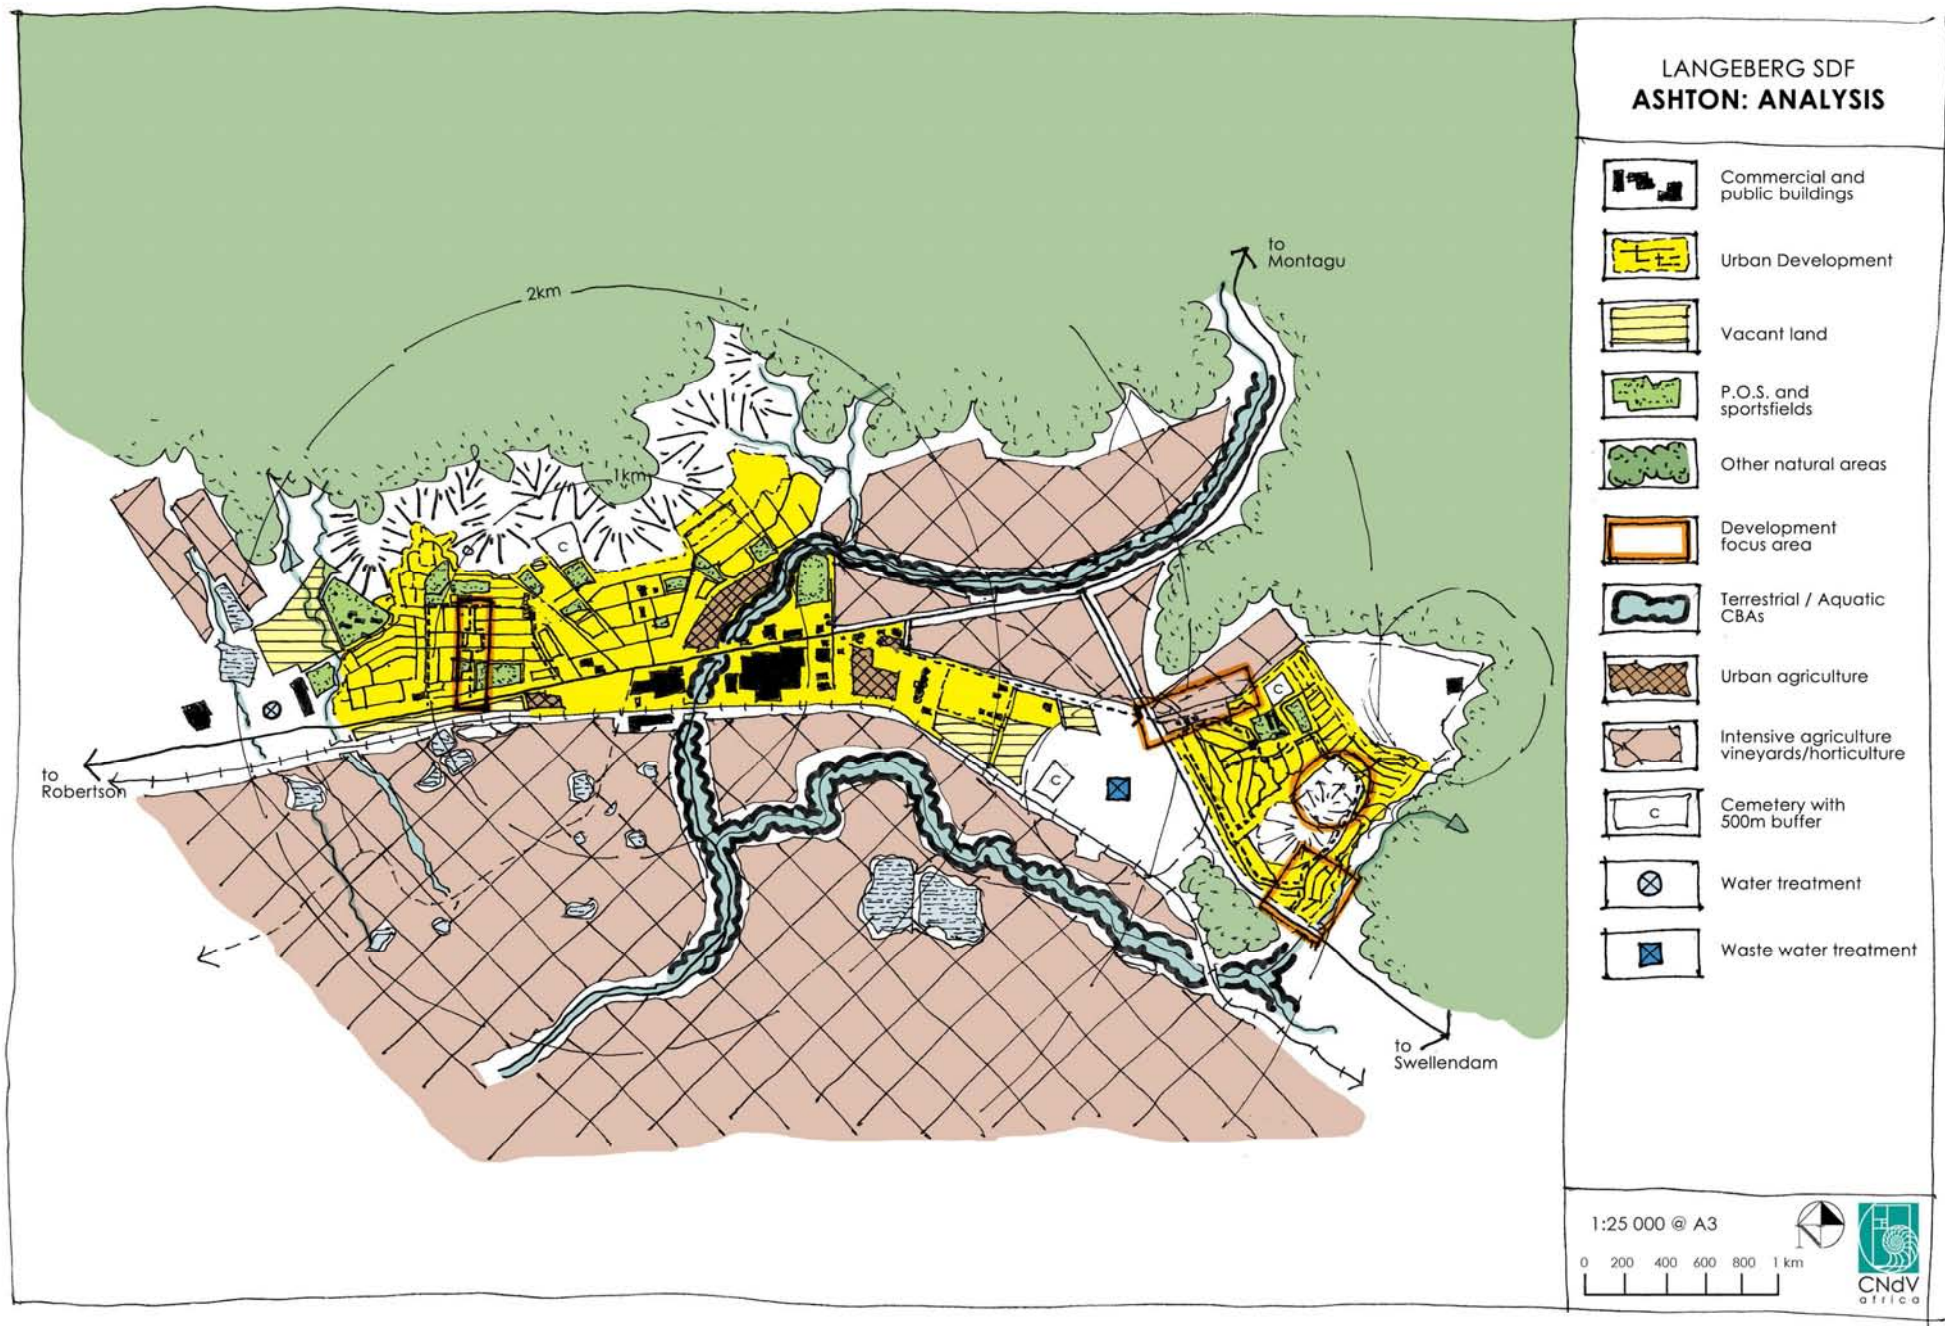 LANGEBERG SDF
ASHTON: ANALYSIS
Commercial and
public buildings
Urban Development
Vacant land
P.O.S. and
sportsfields
Other natural areas
Development
focus area
Terrestrial / Aquatic
CBAs
Urban agriculture
Intensive agriculture
vineyards/horticulture
C
Cemetery with
500m buffer
Water treatment
Waste water treatment
to
Montagu
2km
1km
C
C
C
to
Robertson
to
Swellendam
1:25 000 @ A3
N
0 200 400 600 800 1 km
CNdV
africa